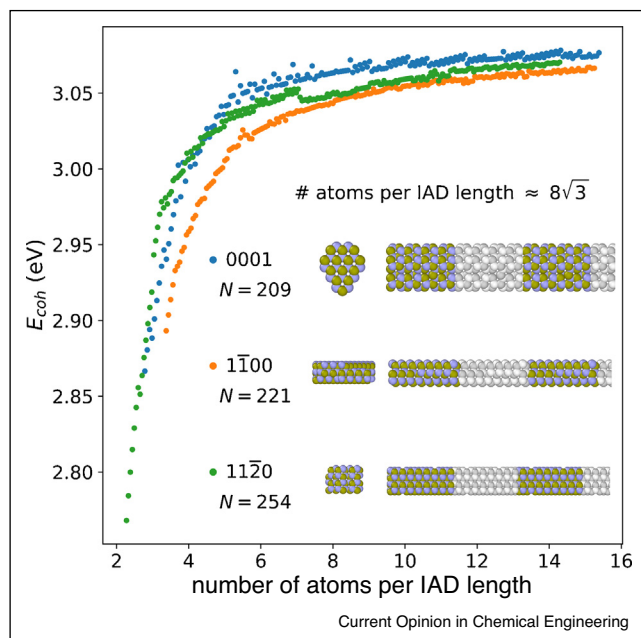 3.05
3.00
2.95
2.90
2.85
2.80
E_coh (eV)
# atoms per IAD length ≈ 8√3
0001
N = 209
11̄00
N = 221
112̄0
N = 254
2 4 6 8 10 12 14 16
number of atoms per IAD length
Current Opinion in Chemical Engineering